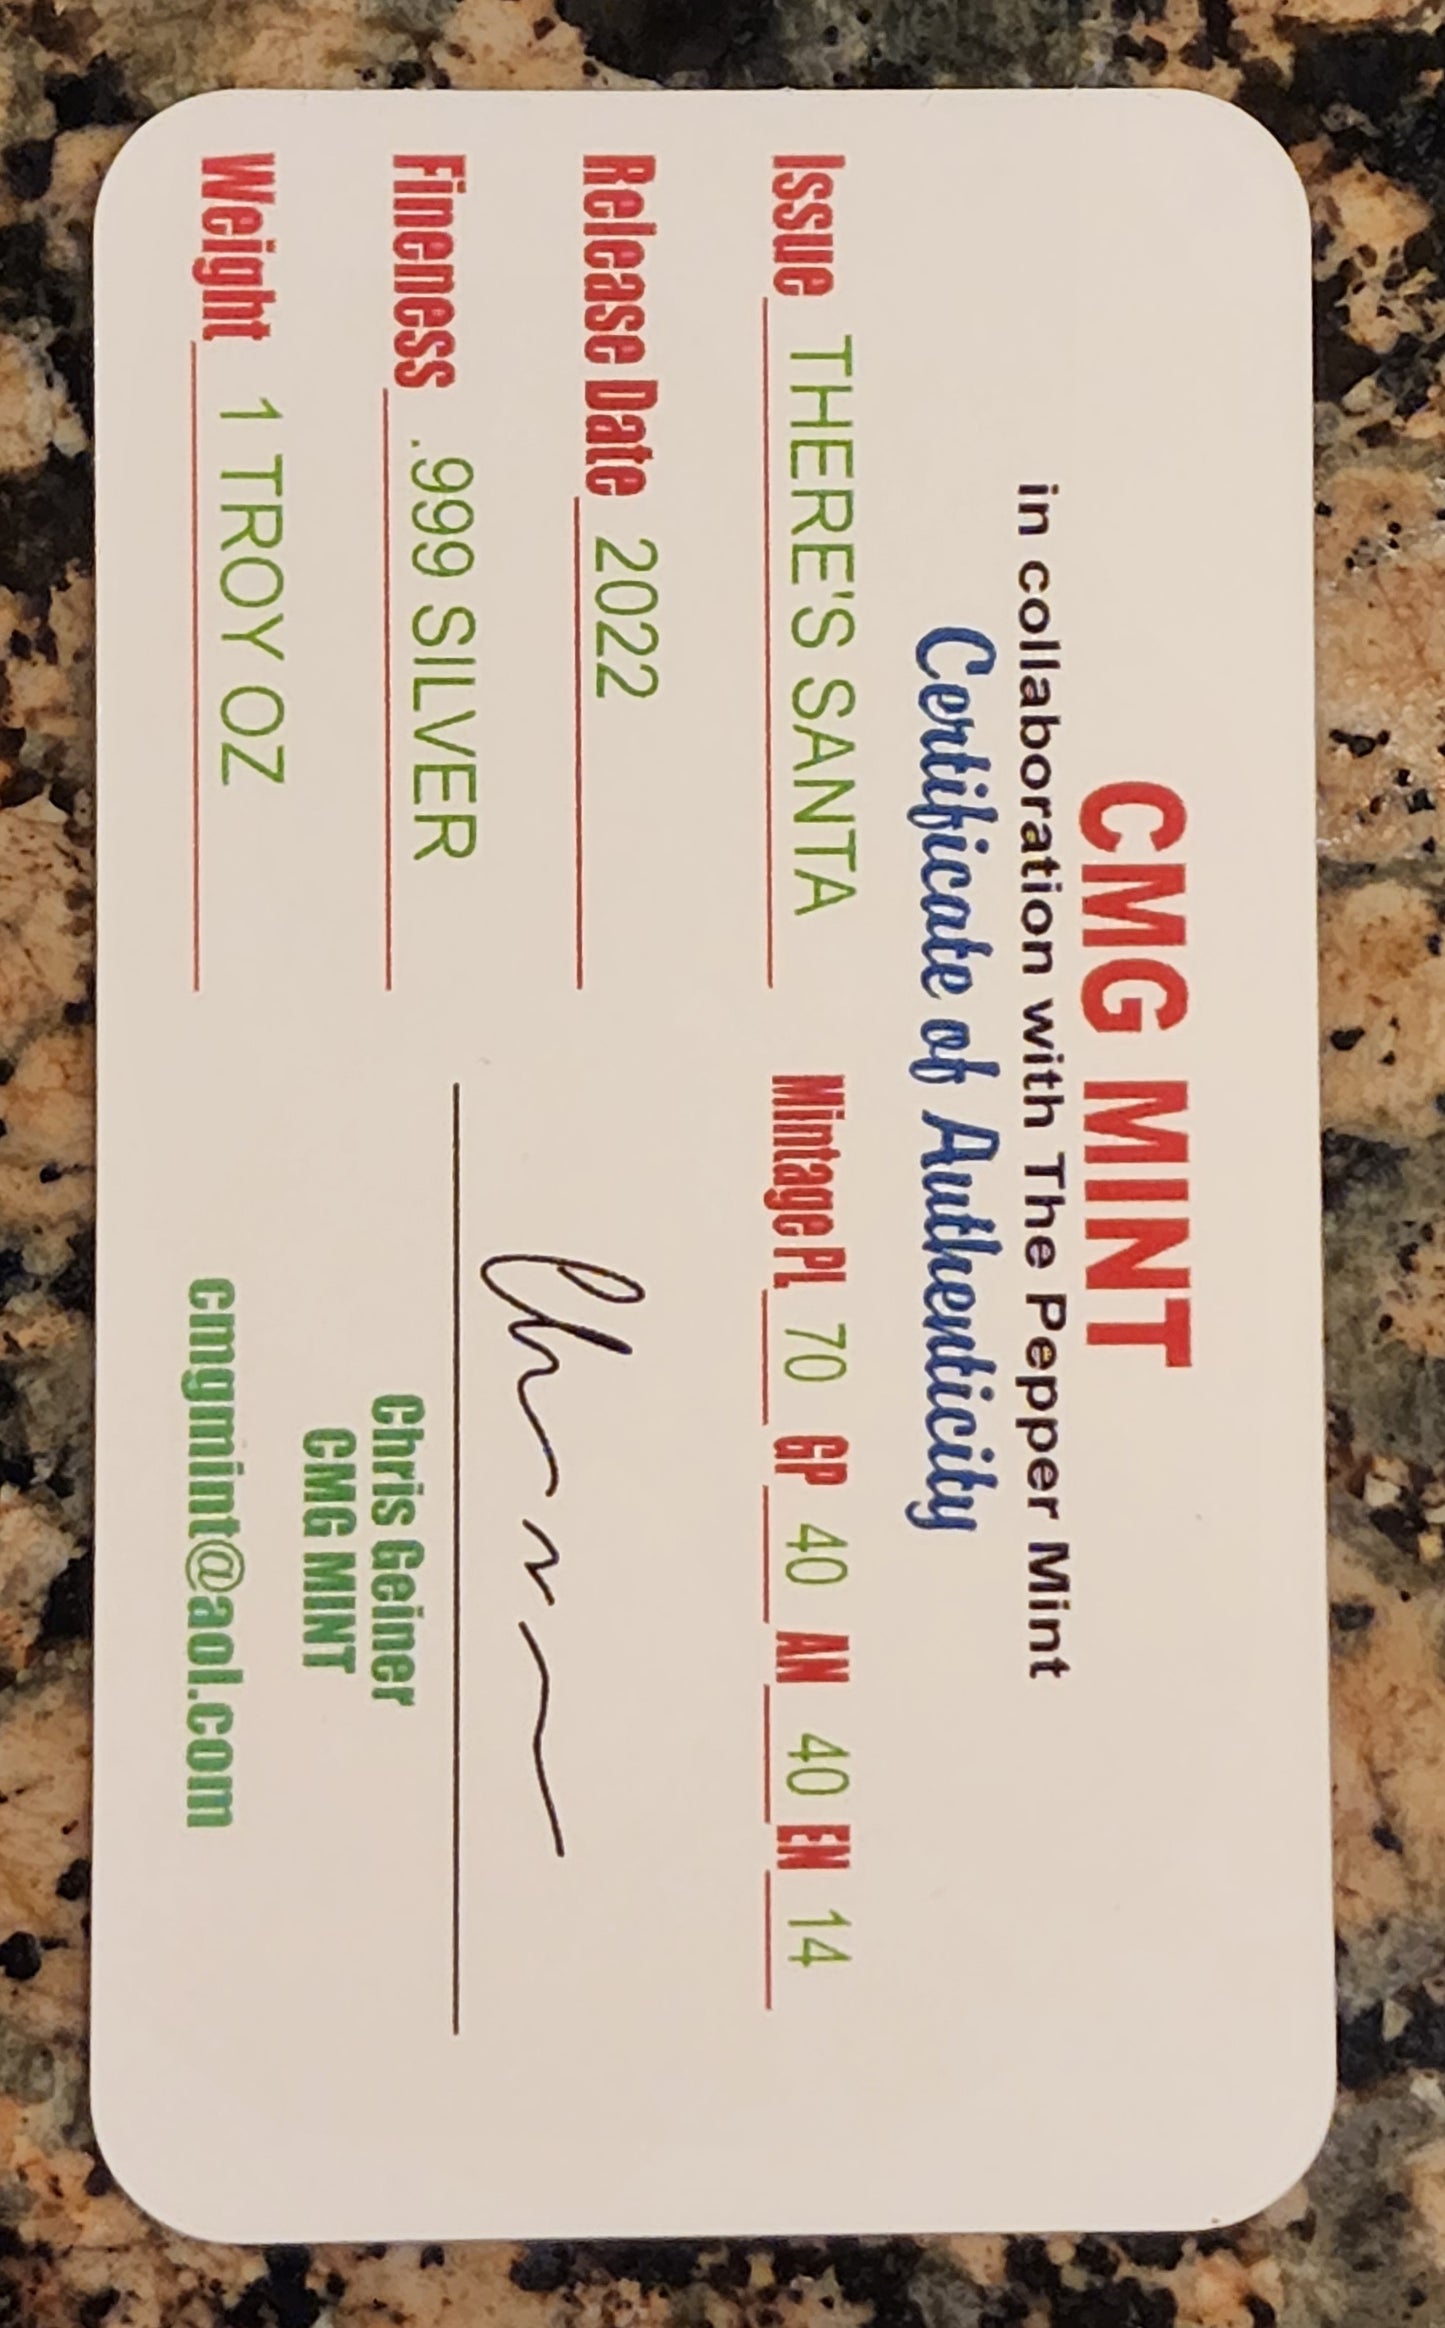 CMG MINT
in collaboration with The Pepper Mint
Certificate of Authenticity
Issue THERE'S SANTA Mintage PL 70 GP 40 AN 40 EN 14
Release Date 2022
Fineness .999 SILVER
Chris Geiner
CMG MINT
Weight 1 TROY OZ
cmgmint@aol.com